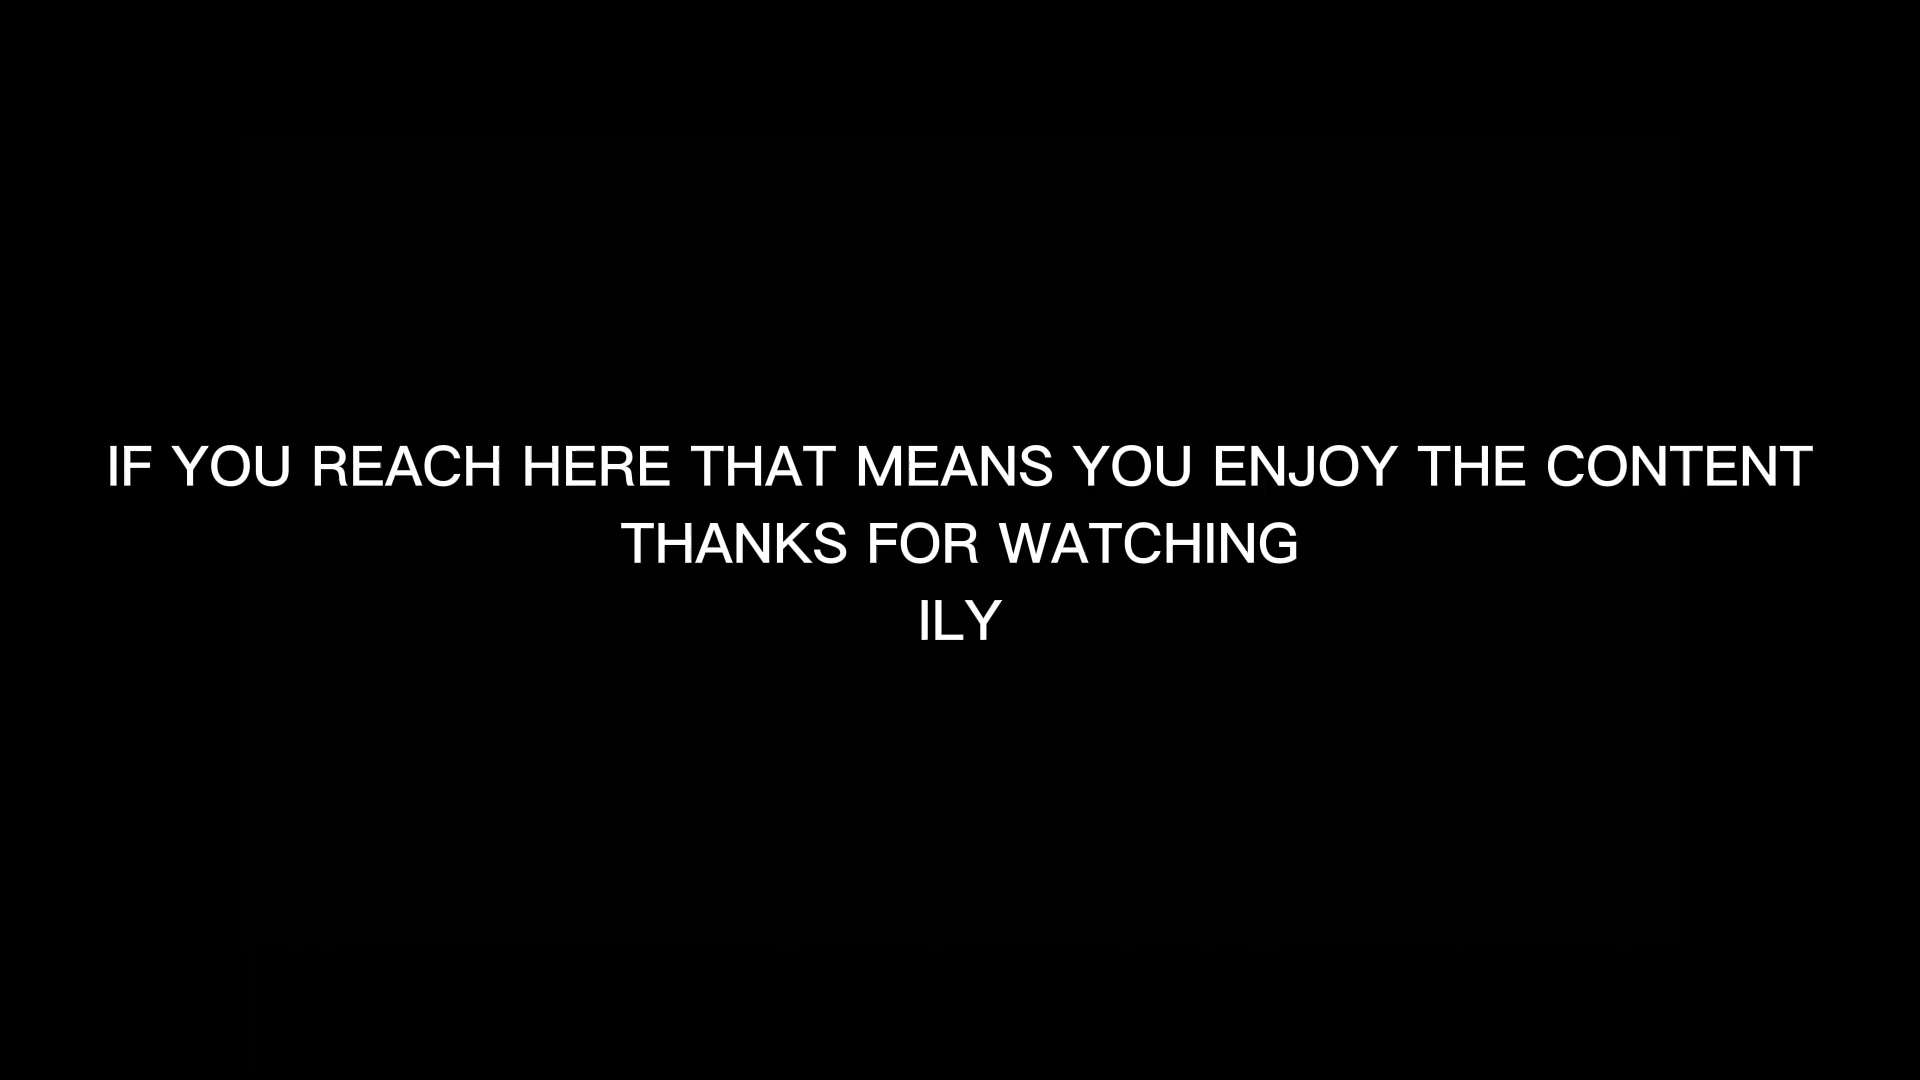 IF YOU REACH HERE THAT MEANS YOU ENJOY THE CONTENT
THANKS FOR WATCHING
ILY